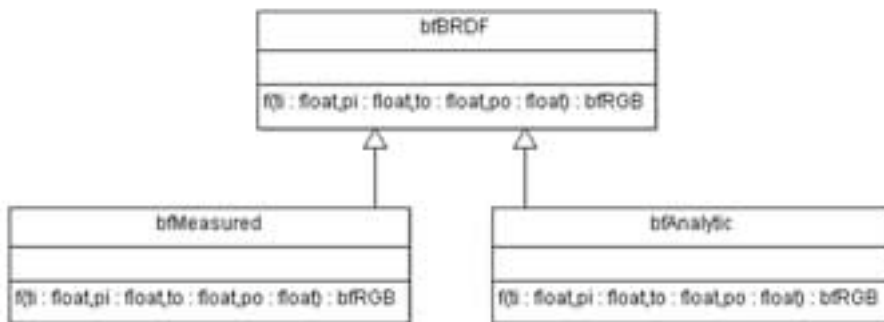 bfBRDF
f(ti : float,pi : float,to : float,po : float) : bfRGB
bfMeasured
bfAnalytic
f(ti : float,pi : float,to : float,po : float) : bfRGB
f(ti : float,pi : float,to : float,po : float) : bfRGB